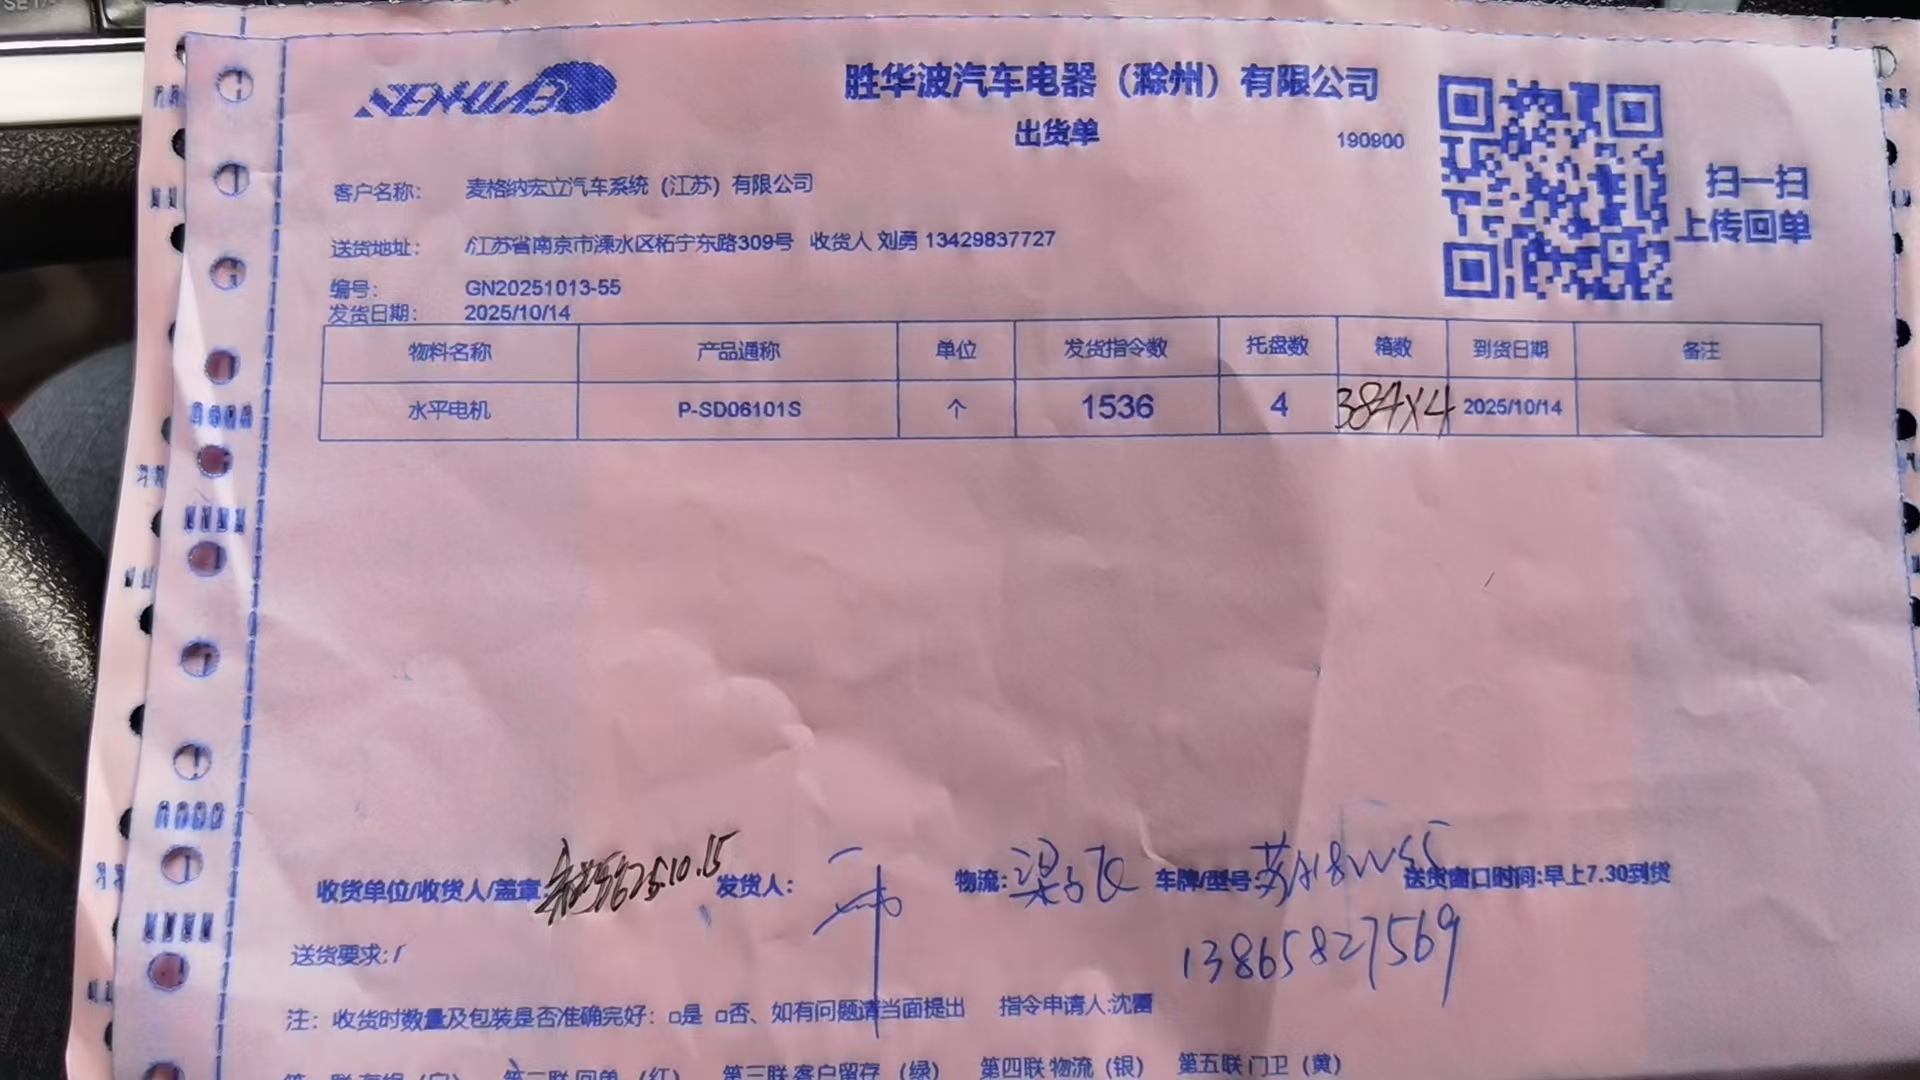 SENHUABO
胜华波汽车电器（滁州）有限公司
出货单
190900
扫一扫
上传回单
客户名称： 麦格纳宏立汽车系统（江苏）有限公司
送货地址： /江苏省南京市溧水区柘宁东路309号 收货人 刘勇 13429837727
编号： GN20251013-55
发货日期： 2025/10/14
物料名称 产品通称 单位 发货指令数 托盘数 箱数 到货日期 备注
水平电机 P-SD06101S 个 1536 4 384X4 2025/10/14
收货单位/收货人/盖章: 25.10.15 发货人： 物流: 梁飞 车牌/型号: 送货窗口时间:早上7.30到货
13865827569
送货要求:/
注：收货时数量及包装是否准确完好：□是 □否、如有问题请当面提出 指令申请人:沈雷
第二联 回单 （红） 第三联 客户留存 （绿） 第四联 物流（银） 第五联 门卫（黄）